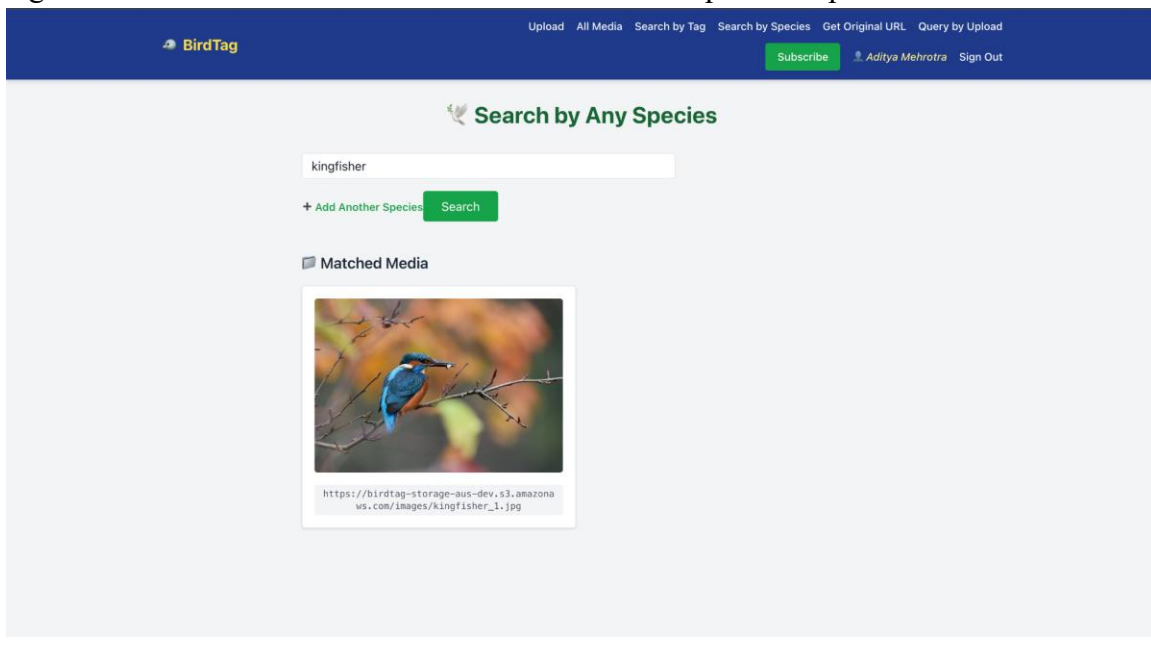 Upload All Media Search by Tag Search by Species Get Original URL Query by Upload
BirdTag
Subscribe Aditya Mehrotra Sign Out
Search by Any Species
kingfisher
+ Add Another Species Search
Matched Media
https://birdtag-storage-aus-dev.s3.amazona
ws.com/images/kingfisher_1.jpg